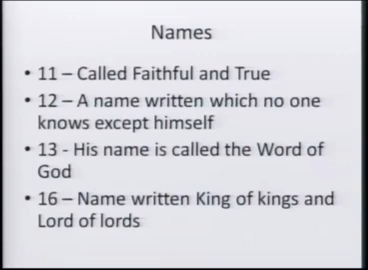 Names
• 11 – Called Faithful and True
• 12 – A name written which no one
knows except himself
• 13 - His name is called the Word of
God
• 16 – Name written King of kings and
Lord of lords